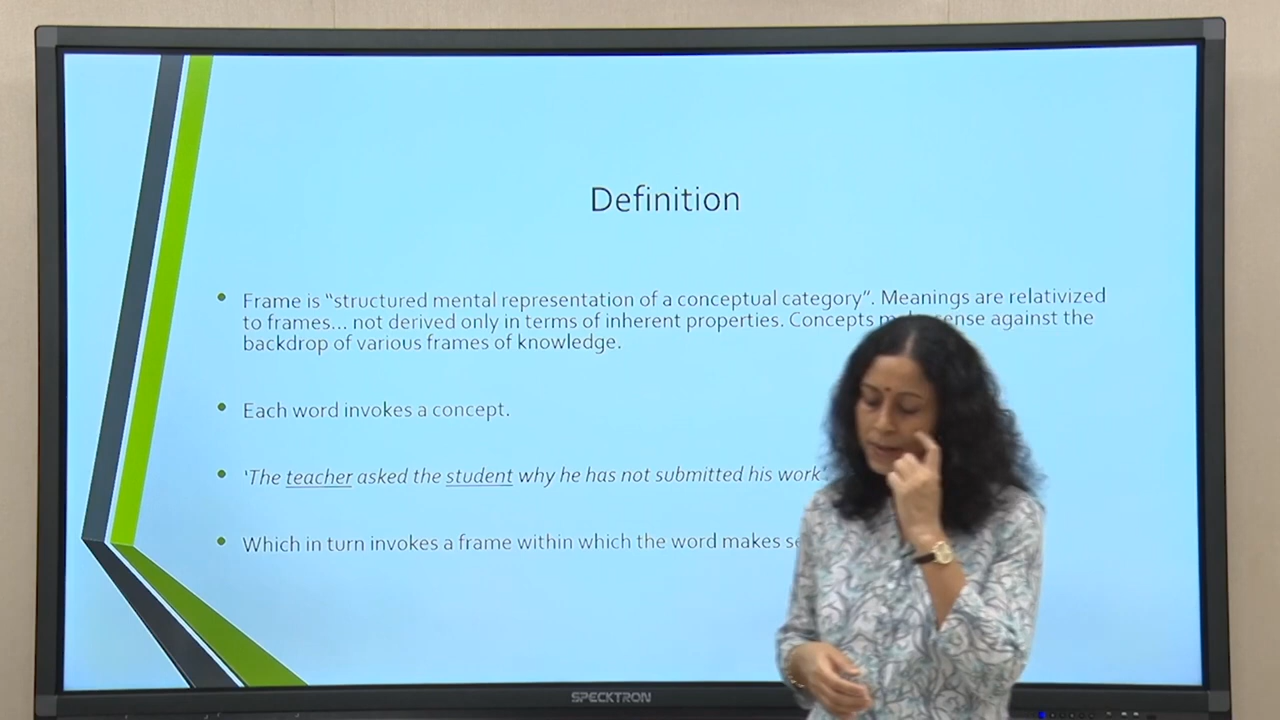 Definition
• Frame is “structured mental representation of a conceptual category”. Meanings are relativized
to frames... not derived only in terms of inherent properties. Concepts against the
backdrop of various frames of knowledge.
• Each word invokes a concept.
• ‘The teacher asked the student why he has not submitted his work’
• Which in turn invokes a frame within which the word makes
SPECKTRON